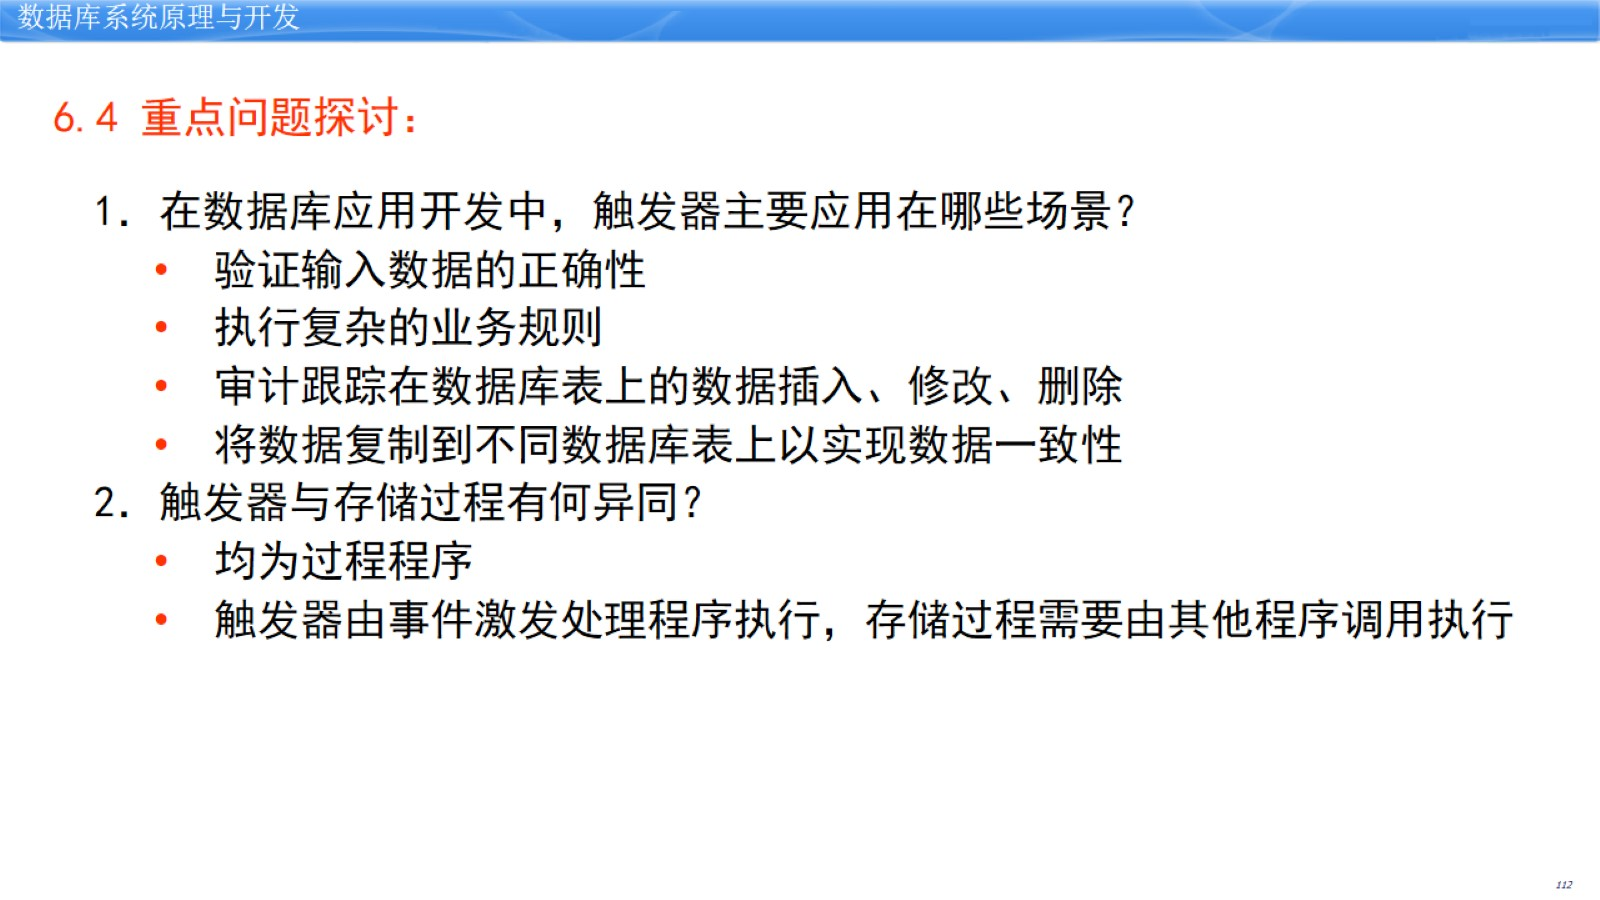 数据库系统原理与开发
6.4 重点问题探讨：
1. 在数据库应用开发中，触发器主要应用在哪些场景？
• 验证输入数据的正确性
• 执行复杂的业务规则
• 审计跟踪在数据库表上的数据插入、修改、删除
• 将数据复制到不同数据库表上以实现数据一致性
2. 触发器与存储过程有何异同？
• 均为过程程序
• 触发器由事件激发处理程序执行，存储过程需要由其他程序调用执行
112